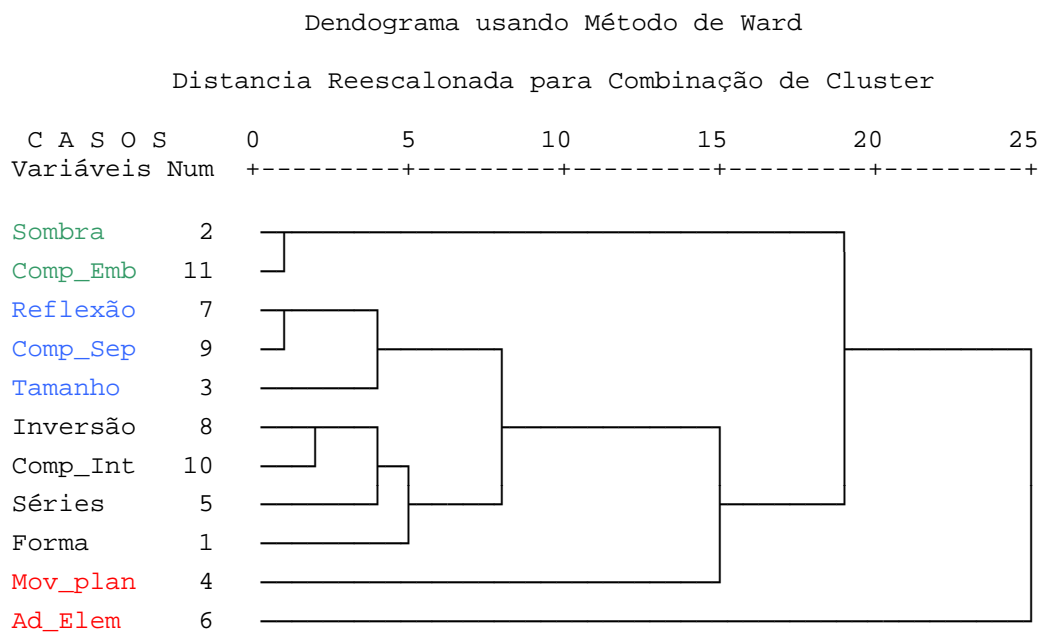 Dendograma usando Método de Ward
Distancia Reescalonada para Combinação de Cluster
C A S O S 0 5 10 15 20 25
Variáveis Num +---------+---------+---------+---------+---------+
Sombra 2
Comp_Emb 11
Reflexão 7
Comp_Sep 9
Tamanho 3
Inversão 8
Comp_Int 10
Séries 5
Forma 1
Mov_plan 4
Ad_Elem 6